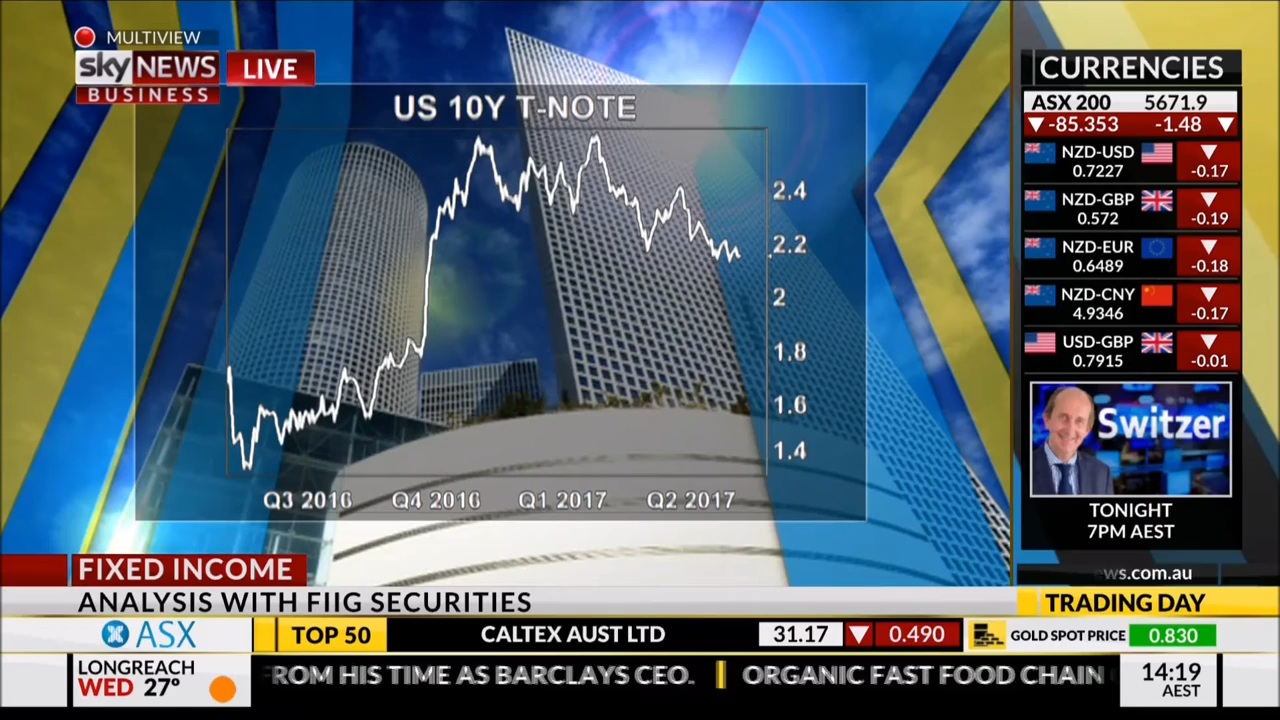 MULTIVIEW
sky NEWS LIVE
BUSINESS
US 10Y T-NOTE
2.4
2.2
2
1.8
1.6
1.4
Q3 2016 Q4 2016 Q1 2017 Q2 2017
CURRENCIES
ASX 200 5671.9
▼ -85.353 -1.48 ▼
NZD-USD ▼
0.7227 -0.17
NZD-GBP ▼
0.572 -0.19
NZD-EUR ▼
0.6489 -0.18
NZD-CNY ▼
4.9346 -0.17
USD-GBP ▼
0.7915 -0.01
Switzer
TONIGHT
7PM AEST
ws.com.au
FIXED INCOME
ANALYSIS WITH FIIG SECURITIES
TRADING DAY
ASX TOP 50 CALTEX AUST LTD 31.17 ▼ 0.490 GOLD SPOT PRICE 0.830
LONGREACH
WED 27°
ROM HIS TIME AS BARCLAYS CEO. ORGANIC FAST FOOD CHAIN
14:19
AEST